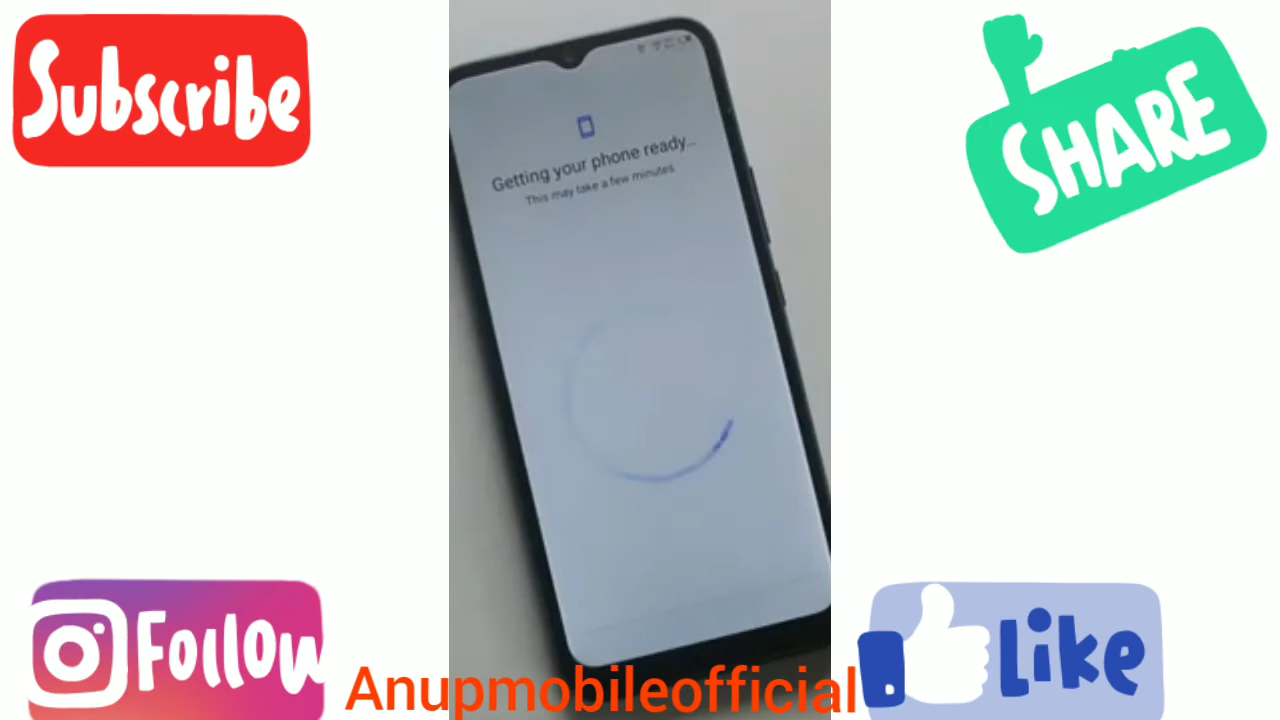 Subscribe
SHARE
Getting your phone ready...
This may take a few minutes
Follow
Like
Anupmobileofficial